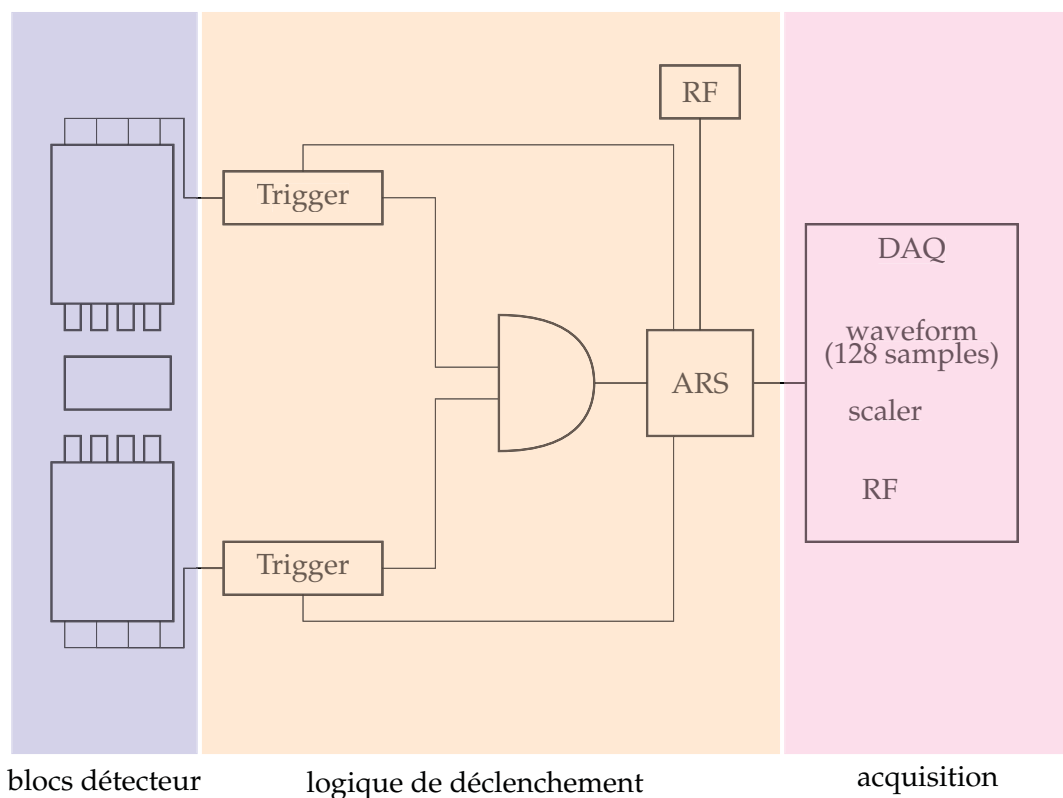 RF
Trigger
DAQ
waveform
(128 samples)
ARS
scaler
RF
Trigger
blocs détecteur
logique de déclenchement
acquisition